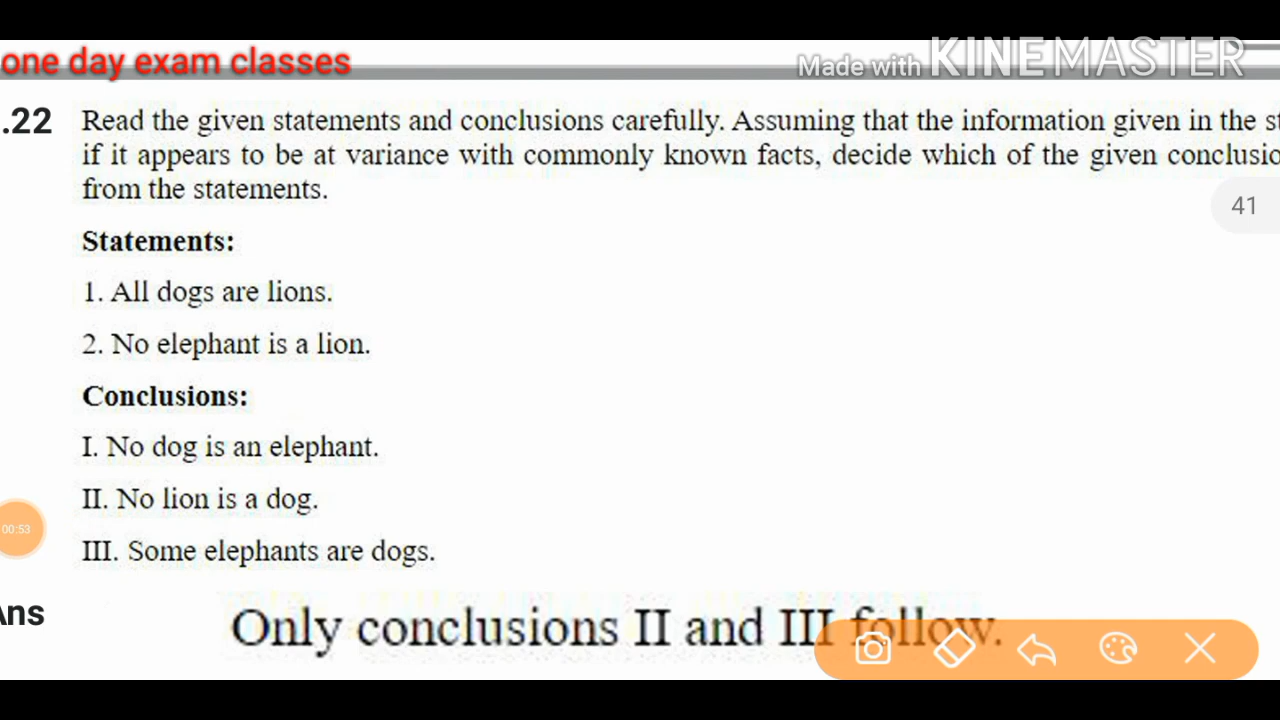 one day exam classes
Made with KINEMASTER
.22 Read the given statements and conclusions carefully. Assuming that the information given in the st
if it appears to be at variance with commonly known facts, decide which of the given conclusio
from the statements.
41
Statements:
1. All dogs are lions.
2. No elephant is a lion.
Conclusions:
I. No dog is an elephant.
II. No lion is a dog.
00:53
III. Some elephants are dogs.
Ans
Only conclusions II and III follow.